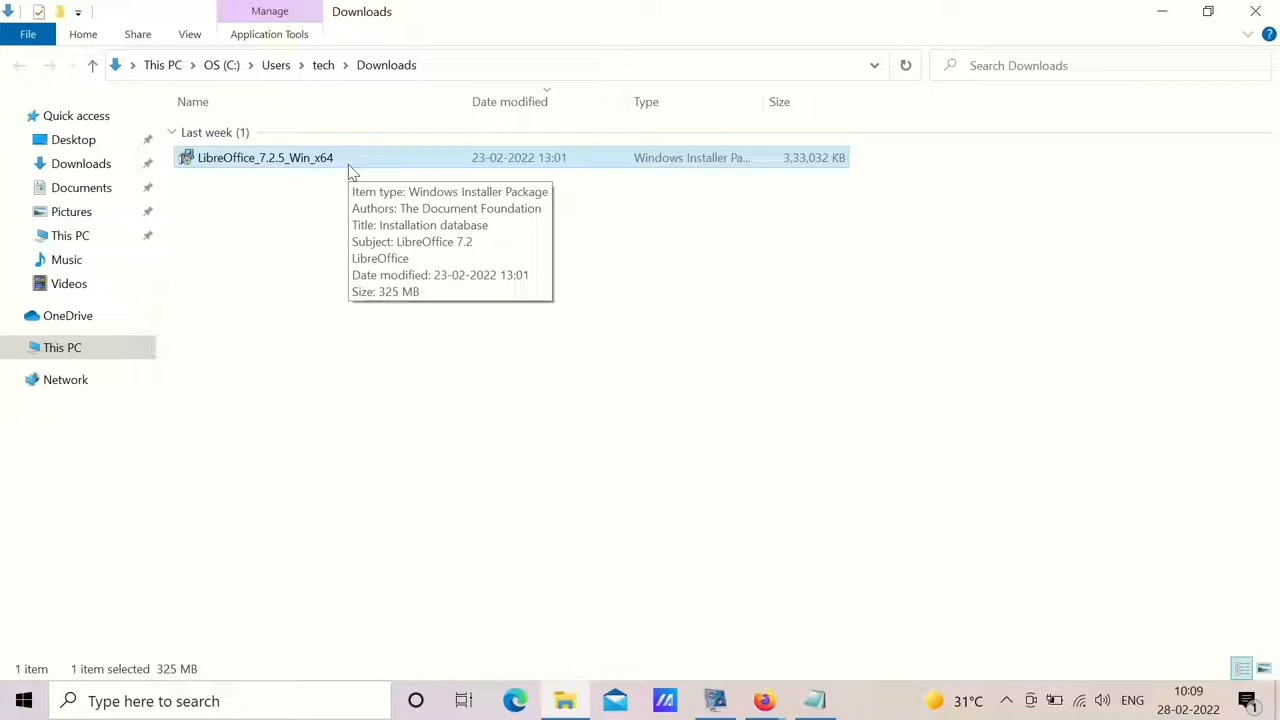 Manage
Downloads
File
Home
Share
View
Application Tools
This PC
OS (C:)
Users
tech
Downloads
Search Downloads
Name
Date modified
Type
Size
Quick access
Desktop
Downloads
Documents
Pictures
This PC
Music
Videos
OneDrive
This PC
Network
Last week (1)
LibreOffice_7.2.5_Win_x64
23-02-2022 13:01
Windows Installer Pa...
3,33,032 KB
Item type: Windows Installer Package
Authors: The Document Foundation
Title: Installation database
Subject: LibreOffice 7.2
LibreOffice
Date modified: 23-02-2022 13:01
Size: 325 MB
1 item
1 item selected 325 MB
Type here to search
31°C
ENG
10:09
28-02-2022
1